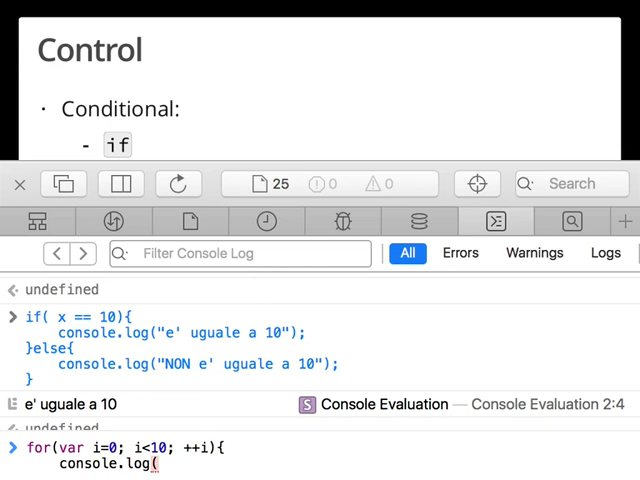 Control
· Conditional:
- if
25 0 0 Search
Filter Console Log All Errors Warnings Logs
undefined
if( x == 10){
console.log("e' uguale a 10");
}else{
console.log("NON e' uguale a 10");
}
e' uguale a 10 S Console Evaluation — Console Evaluation 2:4
undefined
for(var i=0; i<10; ++i){
console.log(